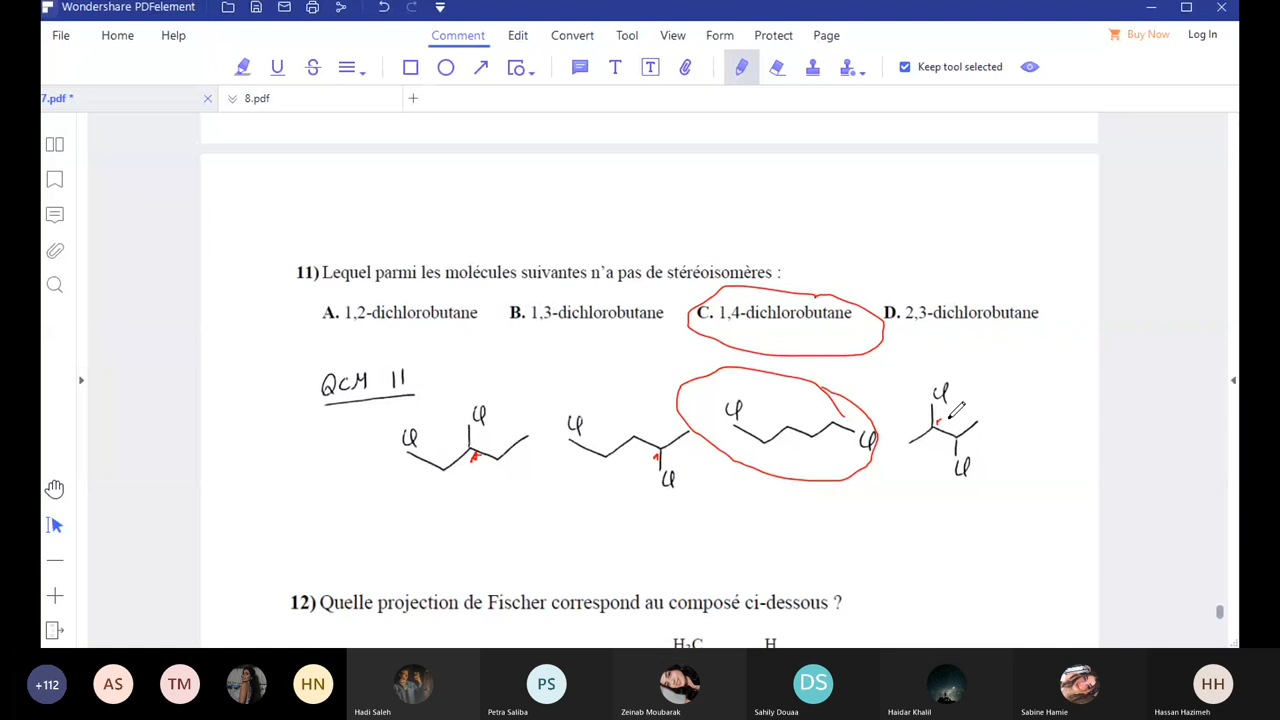 Wondershare PDFelement
File Home Help Comment Edit Convert Tool View Form Protect Page Buy Now Log In
Keep tool selected
7.pdf * 8.pdf
11) Lequel parmi les molécules suivantes n'a pas de stéréoisomères :
A. 1,2-dichlorobutane B. 1,3-dichlorobutane C. 1,4-dichlorobutane D. 2,3-dichlorobutane
QCM 11
Cl Cl Cl Cl Cl Cl Cl Cl
12) Quelle projection de Fischer correspond au composé ci-dessous ?
H₃C H
+112 AS TM HN PS DS HH
Hadi Saleh Petra Saliba Zeinab Moubarak Sahily Douaa Haidar Khalil Sabine Hamie Hassan Hazimeh